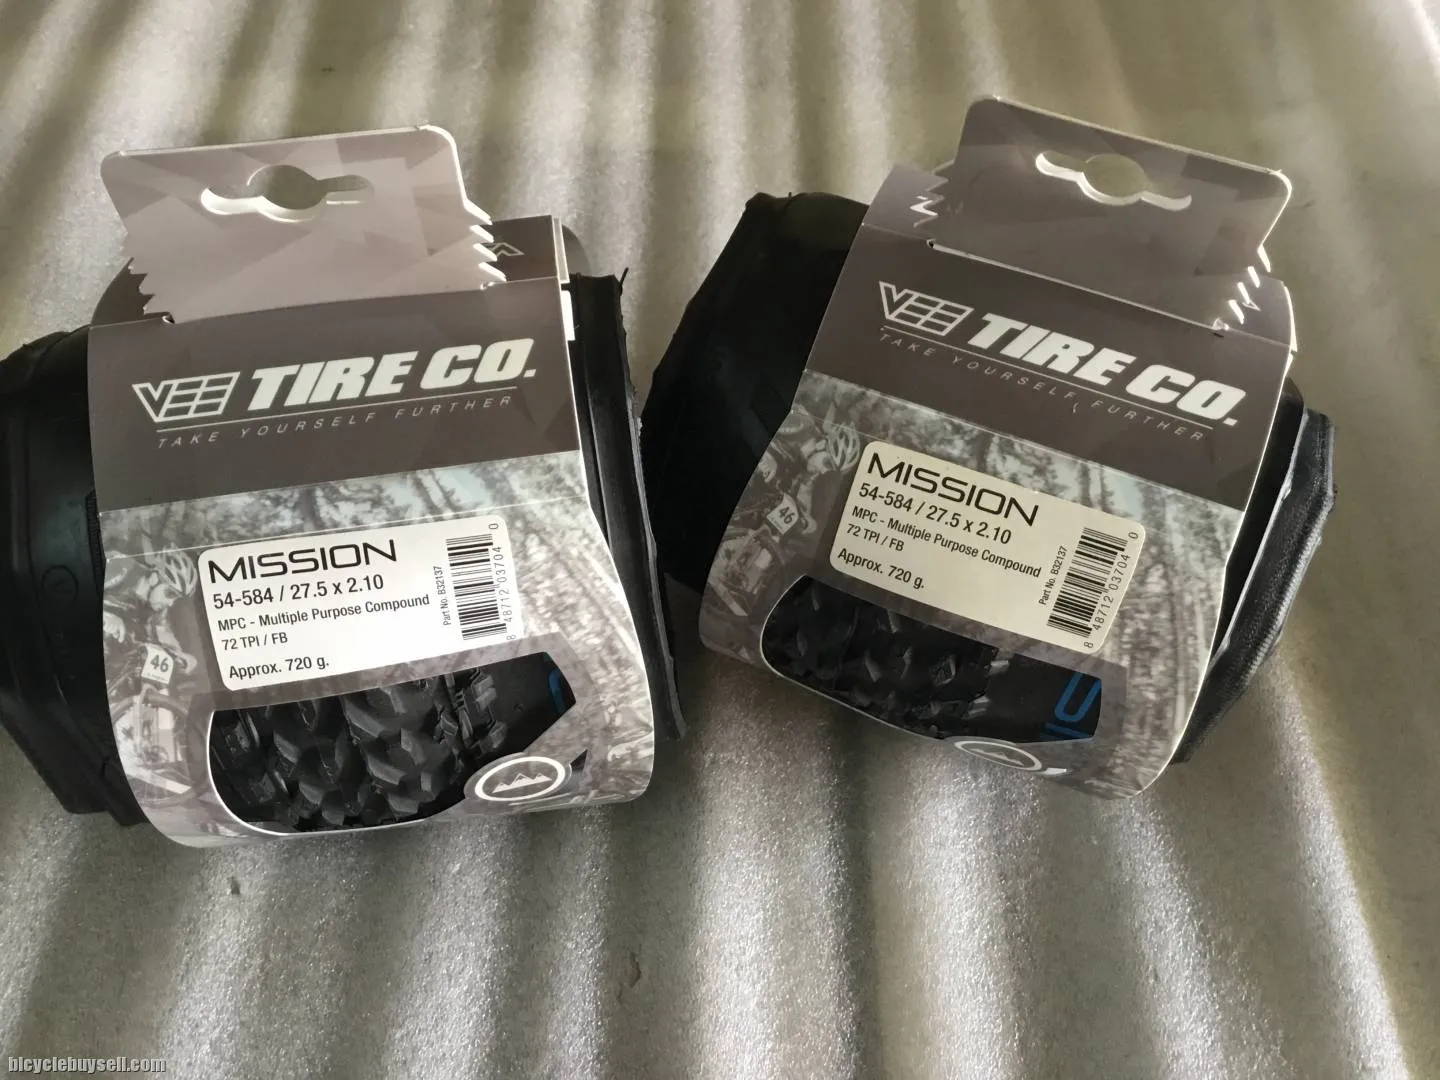 VEE TIRE CO.
TAKE YOURSELF FURTHER
MISSION
54-584 / 27.5 x 2.10
MPC - Multiple Purpose Compound
72 TPI / FB
Approx. 720 g.
Part No. B32137
8 48712 03704 0
46
VEE TIRE CO.
TAKE YOURSELF FURTHER
MISSION
54-584 / 27.5 x 2.10
MPC - Multiple Purpose Compound
72 TPI / FB
Approx. 720 g.
Part No. B32137
8 48712 03704 0
46
bicyclebuysell.com